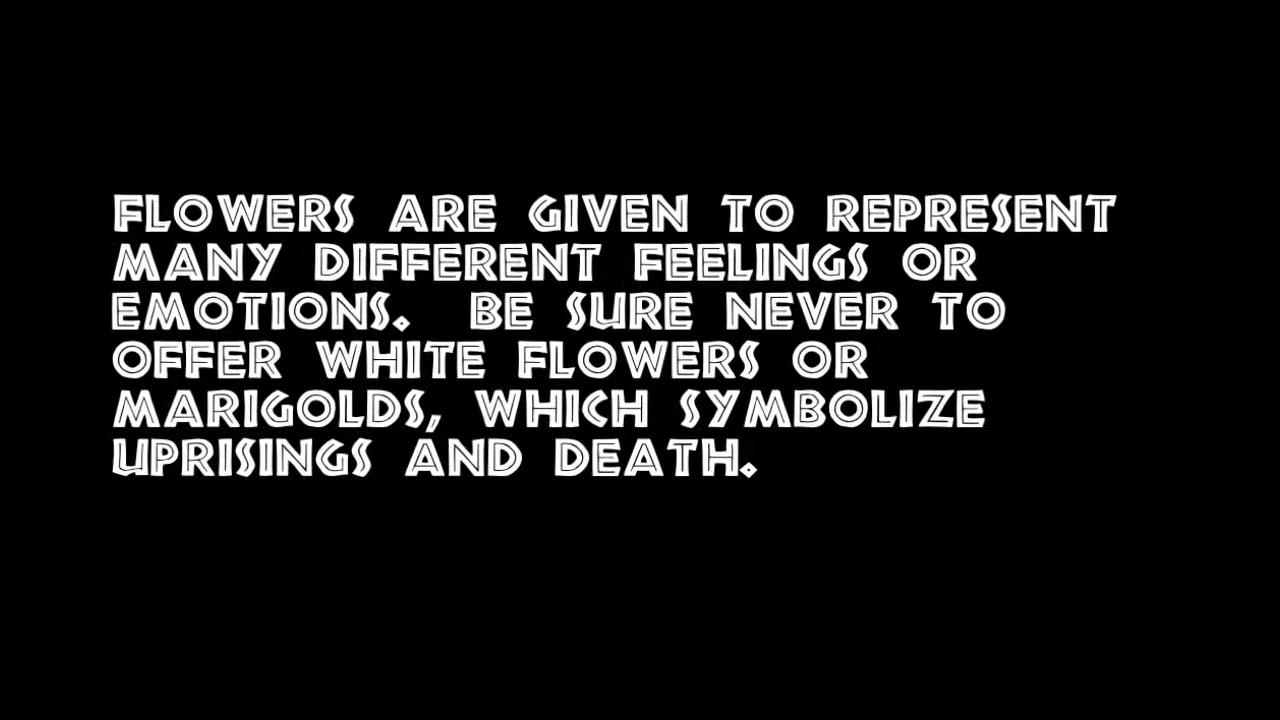 FLOWERS ARE GIVEN TO REPRESENT
MANY DIFFERENT FEELINGS OR
EMOTIONS. BE SURE NEVER TO
OFFER WHITE FLOWERS OR
MARIGOLDS, WHICH SYMBOLIZE
UPRISINGS AND DEATH.